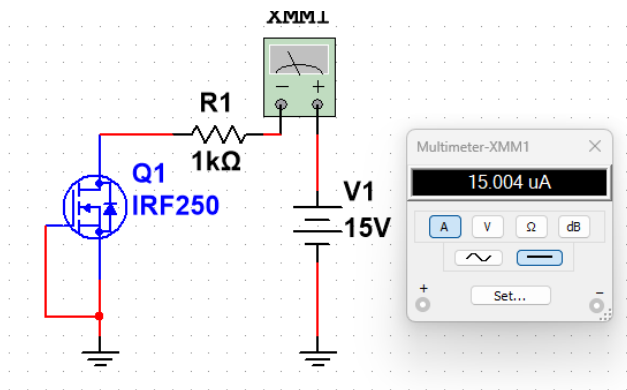 XMM1
R1
1kΩ
Q1
IRF250
V1
15V
Multimeter-XMM1
15.004 uA
A V Ω dB
Set...